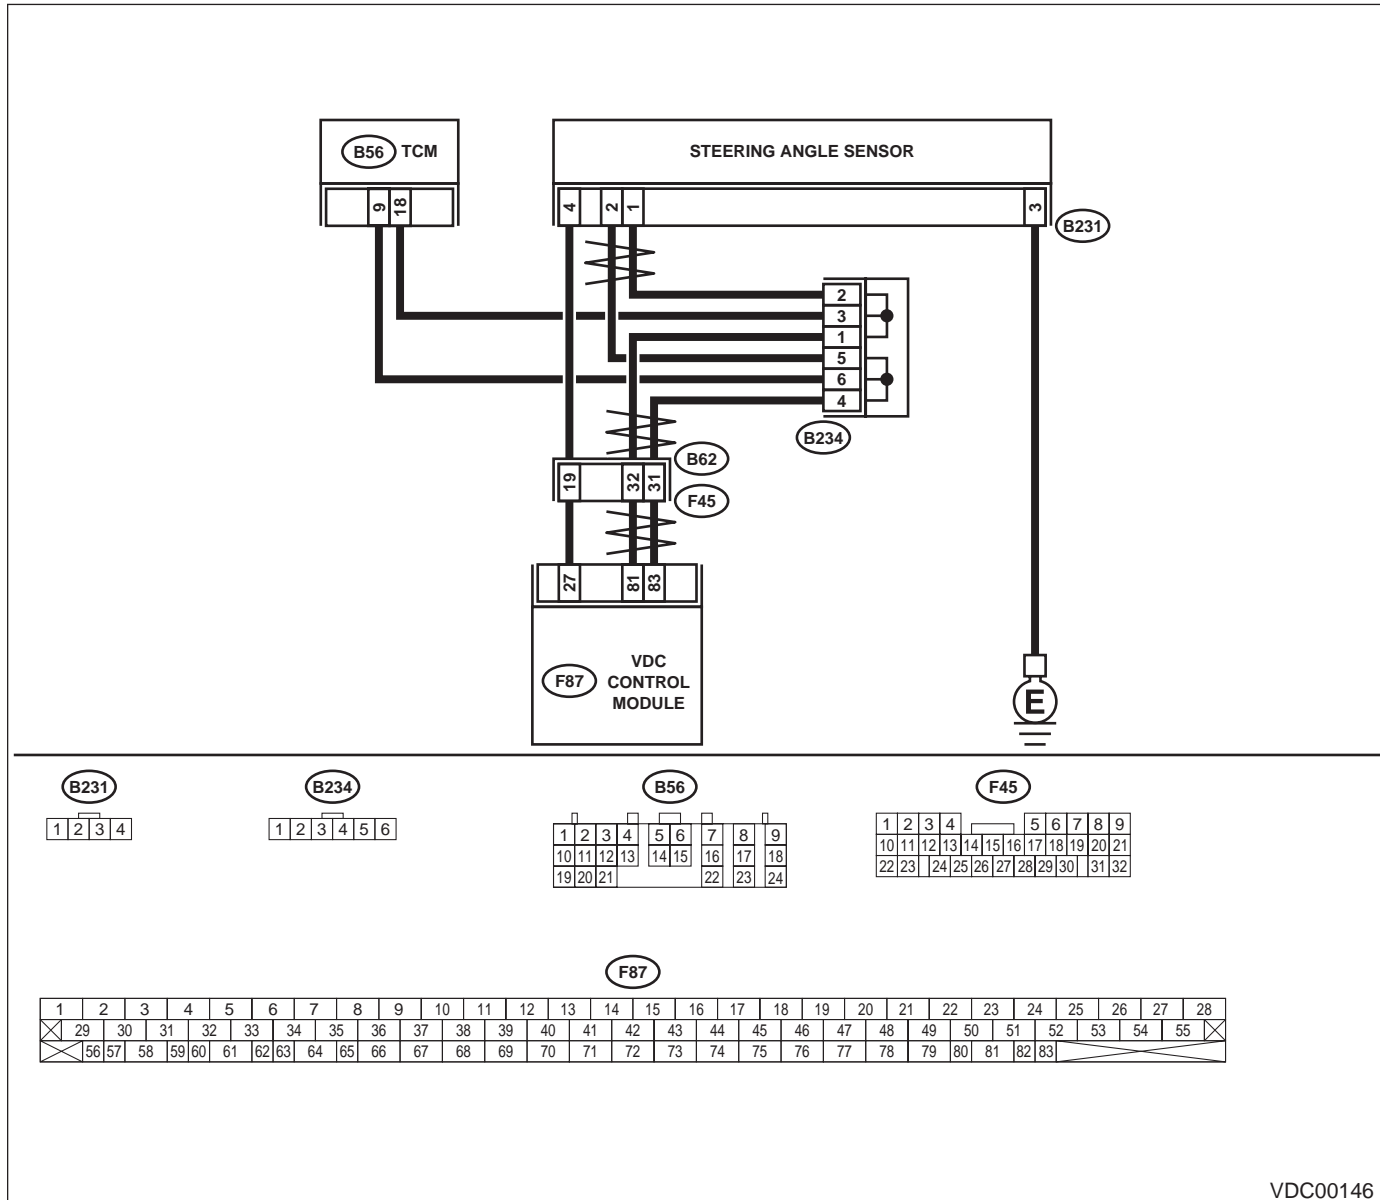 B56 TCM
STEERING ANGLE SENSOR
9 18
4 2 1 3
B231
2
3
1
5
6
4
B234
B62
19 32 31
F45
27 81 83
F87
VDC
CONTROL
MODULE
E
B231
1 2 3 4
B234
1 2 3 4 5 6
B56
1 2 3 4 5 6 7 8 9
10 11 12 13 14 15 16 17 18
19 20 21 22 23 24
F45
1 2 3 4 5 6 7 8 9
10 11 12 13 14 15 16 17 18 19 20 21
22 23 24 25 26 27 28 29 30 31 32
F87
1 2 3 4 5 6 7 8 9 10 11 12 13 14 15 16 17 18 19 20 21 22 23 24 25 26 27 28
29 30 31 32 33 34 35 36 37 38 39 40 41 42 43 44 45 46 47 48 49 50 51 52 53 54 55
56 57 58 59 60 61 62 63 64 65 66 67 68 69 70 71 72 73 74 75 76 77 78 79 80 81 82 83
VDC00146